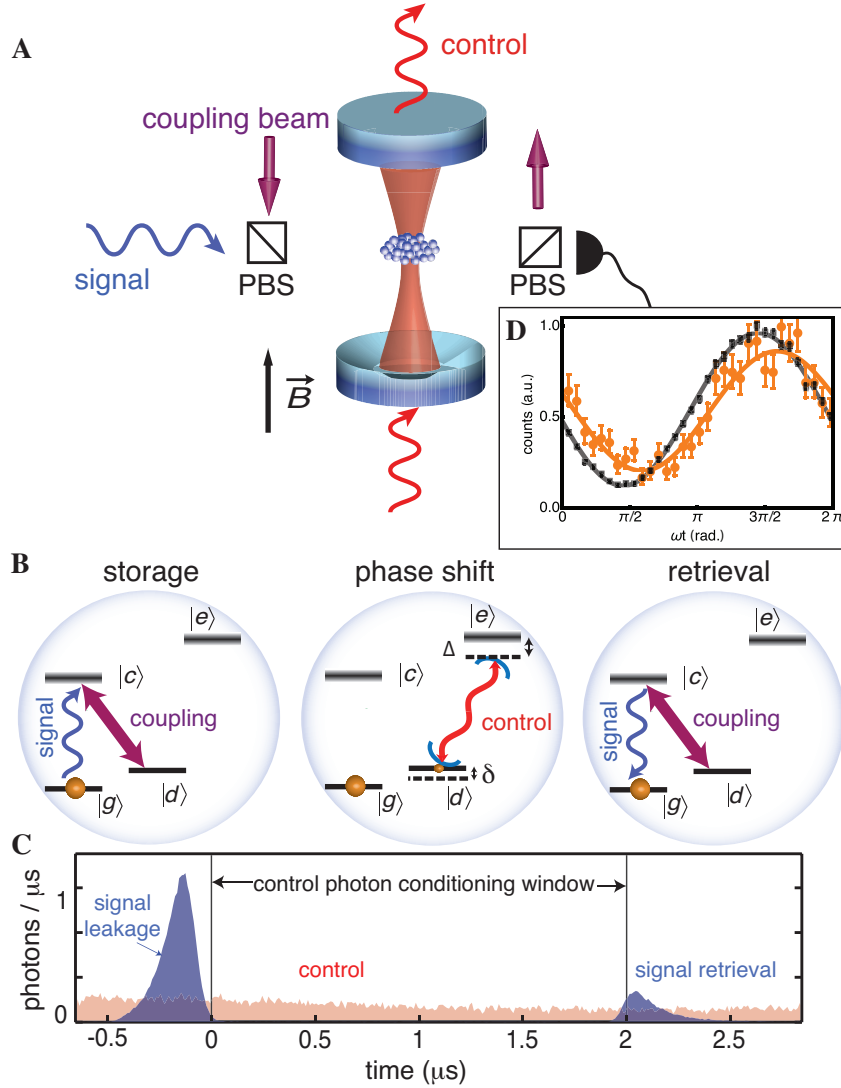 A
control
coupling beam
signal
PBS
PBS
B
D
1.0
0.5
0.0
counts (a.u.)
0
π/2
π
3π/2
2 π
ωt (rad.)
B
storage
phase shift
retrieval
|e⟩
|c⟩
signal
coupling
|g⟩
|d⟩
|e⟩
Δ
|c⟩
control
δ
|g⟩
|d⟩
|e⟩
|c⟩
signal
coupling
|g⟩
|d⟩
C
photons / μs
1
0
signal
leakage
control photon conditioning window
control
signal retrieval
-0.5
0
0.5
1
1.5
2
2.5
time (μs)